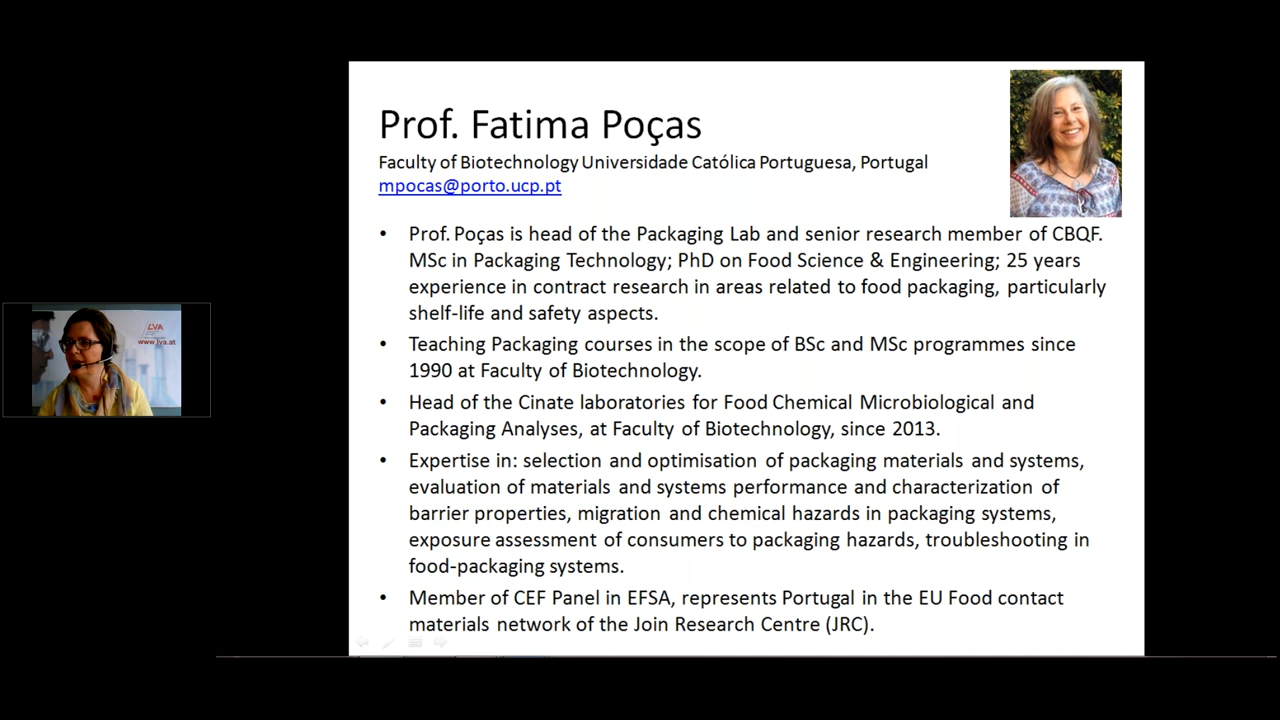 Prof. Fatima Poças
Faculty of Biotechnology Universidade Católica Portuguesa, Portugal
mpocas@porto.ucp.pt
• Prof. Poças is head of the Packaging Lab and senior research member of CBQF.
MSc in Packaging Technology; PhD on Food Science & Engineering; 25 years
experience in contract research in areas related to food packaging, particularly
shelf-life and safety aspects.
• Teaching Packaging courses in the scope of BSc and MSc programmes since
1990 at Faculty of Biotechnology.
• Head of the Cinate laboratories for Food Chemical Microbiological and
Packaging Analyses, at Faculty of Biotechnology, since 2013.
• Expertise in: selection and optimisation of packaging materials and systems,
evaluation of materials and systems performance and characterization of
barrier properties, migration and chemical hazards in packaging systems,
exposure assessment of consumers to packaging hazards, troubleshooting in
food-packaging systems.
• Member of CEF Panel in EFSA, represents Portugal in the EU Food contact
materials network of the Join Research Centre (JRC).
LVA
www.lva.at